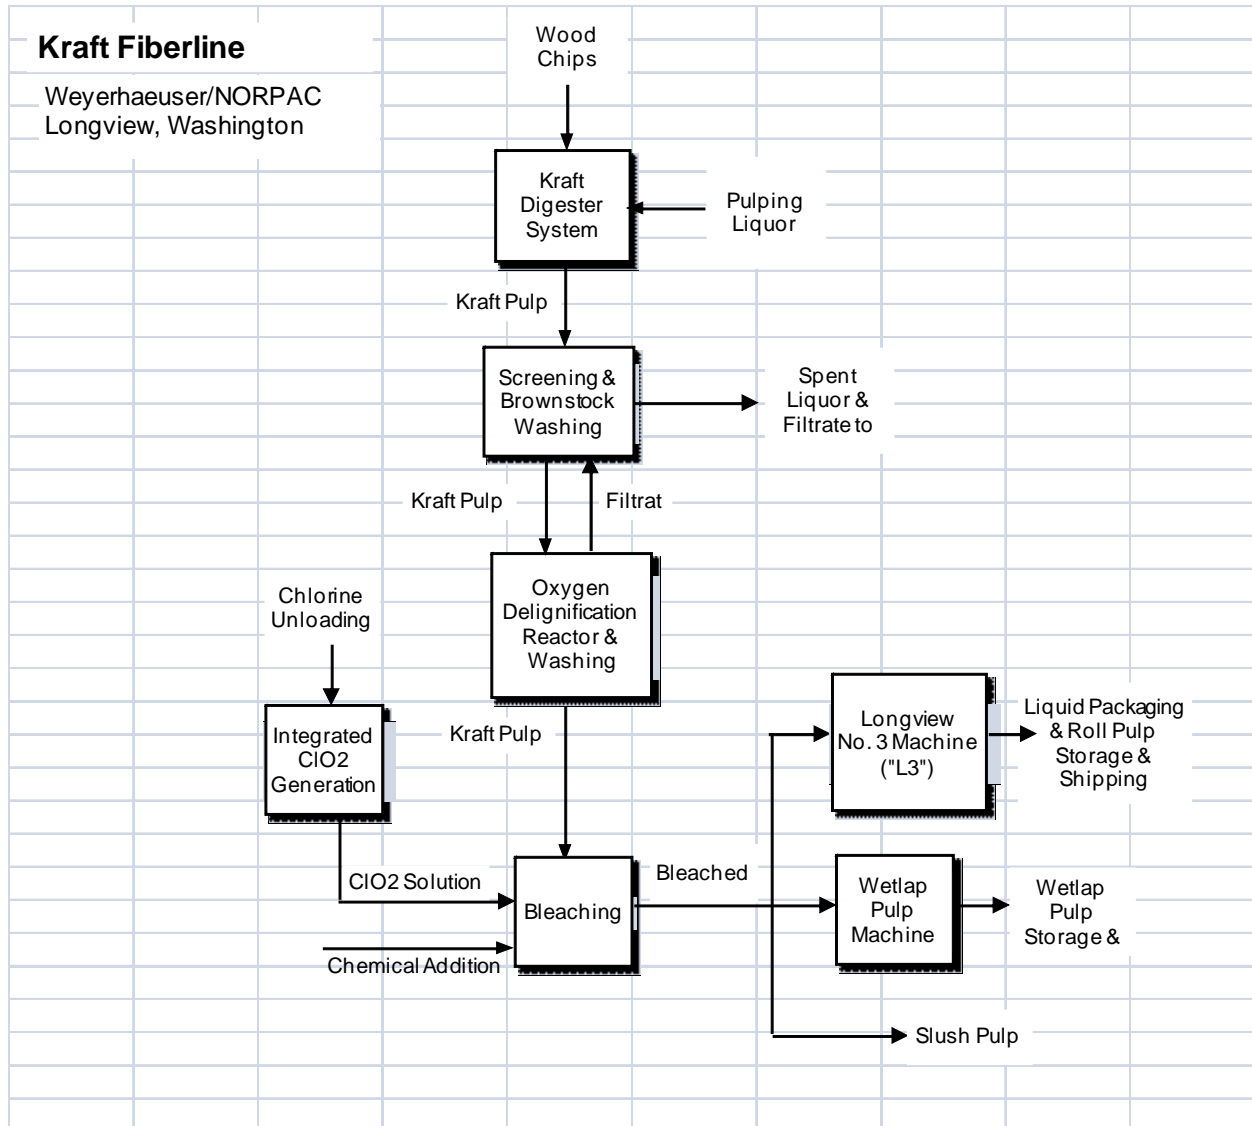 Kraft Fiberline
Weyerhaeuser/NORPAC
Longview, Washington
Wood
Chips
Kraft
Digester
System
Pulping
Liquor
Kraft Pulp
Screening &
Brownstock
Washing
Spent
Liquor &
Filtrate to
Kraft Pulp
Filtrat
Oxygen
Delignification
Reactor &
Washing
Chlorine
Unloading
Integrated
ClO2
Generation
Kraft Pulp
Longview
No. 3 Machine
("L3")
Liquid Packaging
& Roll Pulp
Storage &
Shipping
ClO2 Solution
Bleaching
Bleached
Wetlap
Pulp
Machine
Wetlap
Pulp
Storage &
Chemical Addition
Slush Pulp